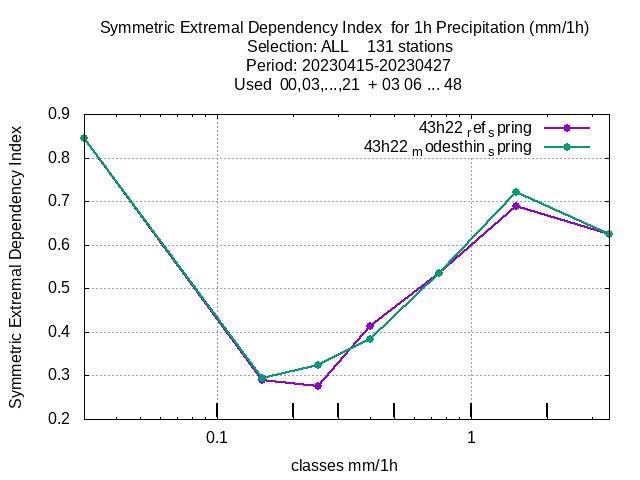 Symmetric Extremal Dependency Index  for 1h Precipitation (mm/1h)
Selection: ALL    131 stations
Period: 20230415-20230427
Used  00,03,...,21  + 03 06 ... 48
0.9
0.8
0.7
0.6
0.5
0.4
0.3
0.2
Symmetric Extremal Dependency Index
43h22 ref spring
43h22 modesthin spring
0.1
1
classes mm/1h